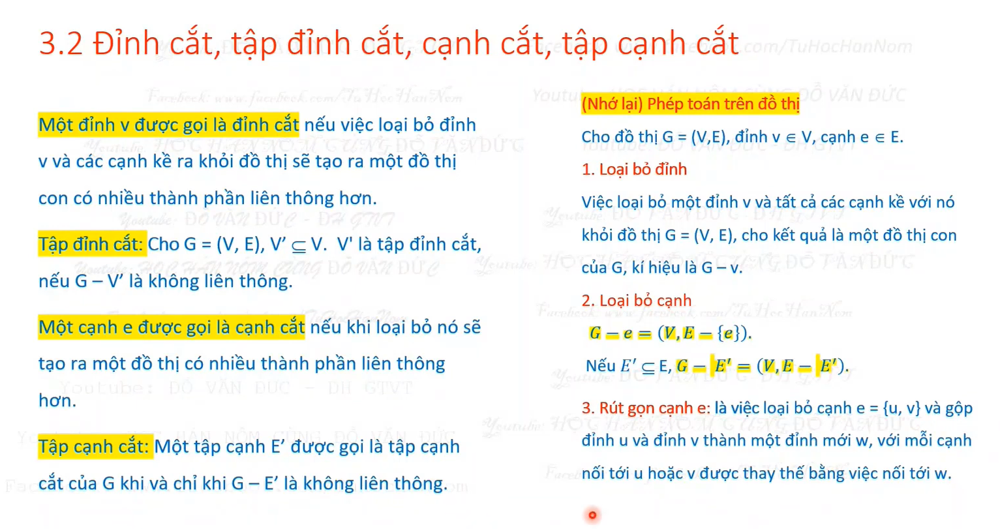 3.2 Đỉnh cắt, tập đỉnh cắt, cạnh cắt, tập cạnh cắt
Một đỉnh v được gọi là đỉnh cắt nếu việc loại bỏ đỉnh
v và các cạnh kề ra khỏi đồ thị sẽ tạo ra một đồ thị
con có nhiều thành phần liên thông hơn.
Tập đỉnh cắt: Cho G = (V, E), V’ ⊆ V. V' là tập đỉnh cắt,
nếu G – V’ là không liên thông.
Một cạnh e được gọi là cạnh cắt nếu khi loại bỏ nó sẽ
tạo ra một đồ thị có nhiều thành phần liên thông
hơn.
Tập cạnh cắt: Một tập cạnh E’ được gọi là tập cạnh
cắt của G khi và chỉ khi G – E’ là không liên thông.
(Nhớ lại) Phép toán trên đồ thị
Cho đồ thị G = (V,E), đỉnh v ∈ V, cạnh e ∈ E.
1. Loại bỏ đỉnh
Việc loại bỏ một đỉnh v và tất cả các cạnh kề với nó
khỏi đồ thị G = (V, E), cho kết quả là một đồ thị con
của G, kí hiệu là G – v.
2. Loại bỏ cạnh
G − e = (V, E − {e}).
Nếu E′ ⊆ E, G − E′ = (V, E − E′).
3. Rút gọn cạnh e: là việc loại bỏ cạnh e = {u, v} và gộp
đỉnh u và đỉnh v thành một đỉnh mới w, với mỗi cạnh
nối tới u hoặc v được thay thế bằng việc nối tới w.